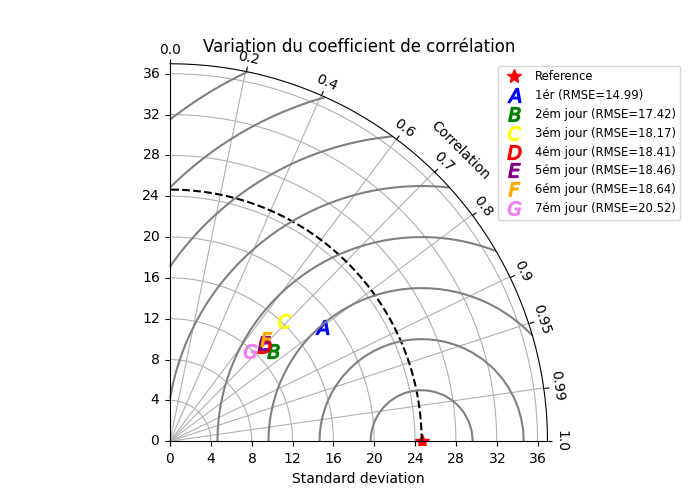 Variation du coefficient de corrélation
0.0
0.2
0.4
0.6
0.7
0.8
0.9
0.95
0.99
1.0
Correlation
36
32
28
24
20
16
12
8
4
0
0 4 8 12 16 20 24 28 32 36
Standard deviation
A
B
C
D
E
F
G
Reference
A 1ér (RMSE=14.99)
B 2ém jour (RMSE=17.42)
C 3ém jour (RMSE=18.17)
D 4ém jour (RMSE=18.41)
E 5ém jour (RMSE=18.46)
F 6ém jour (RMSE=18.64)
G 7ém jour (RMSE=20.52)